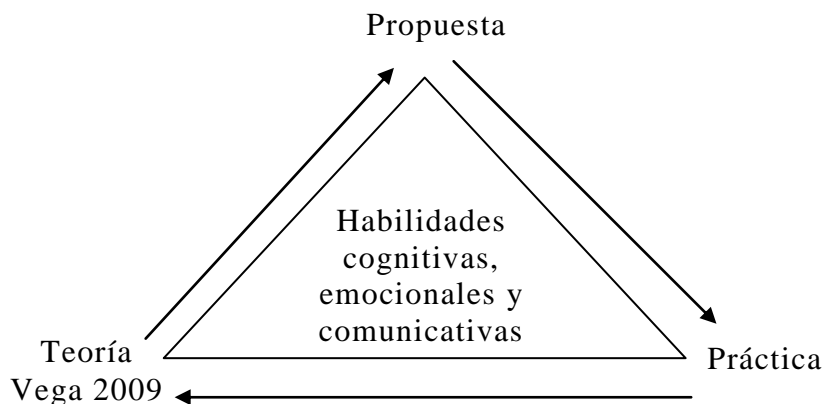 Propuesta
Habilidades
cognitivas,
emocionales y
comunicativas
Teoría
Vega 2009
Práctica